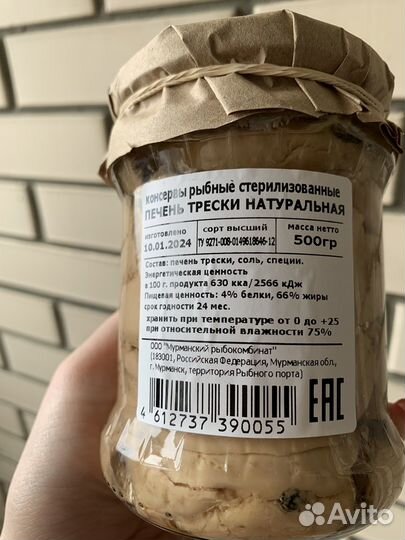 консервы рыбные стерилизованные
ПЕЧЕНЬ ТРЕСКИ НАТУРАЛЬНАЯ
изготовлено сорт высший масса нетто
10.01.2024 ТУ 9271-008-0149618646-12 500гр
Состав: печень трески, соль, специи.
Энергетическая ценность
в 100 г. продукта 630 кка/2566 кДж
Пищевая ценность: 4% белки, 66% жиры
срок годности 24 мес.
хранить при температуре от 0 до +25
при относительной влажности 75%
ООО "Мурманский рыбокомбинат"
(183001, Российская Федерация, Мурманская обл.,
г. Мурманск, территория Рыбного порта)
4 612737 390055
EAC
Avito